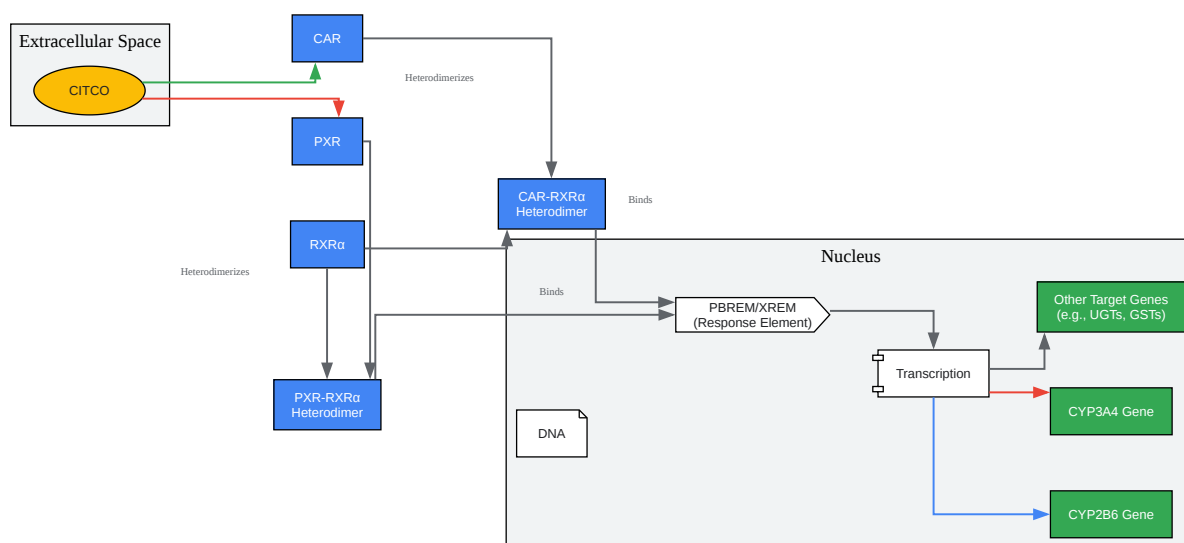 Extracellular Space
CITCO
CAR
Heterodimerizes
PXR
CAR-RXRα
Heterodimer
Binds
RXRα
Nucleus
Heterodimerizes
Binds
PBREM/XREM
(Response Element)
Other Target Genes
(e.g., UGTs, GSTs)
Transcription
PXR-RXRα
Heterodimer
CYP3A4 Gene
DNA
CYP2B6 Gene